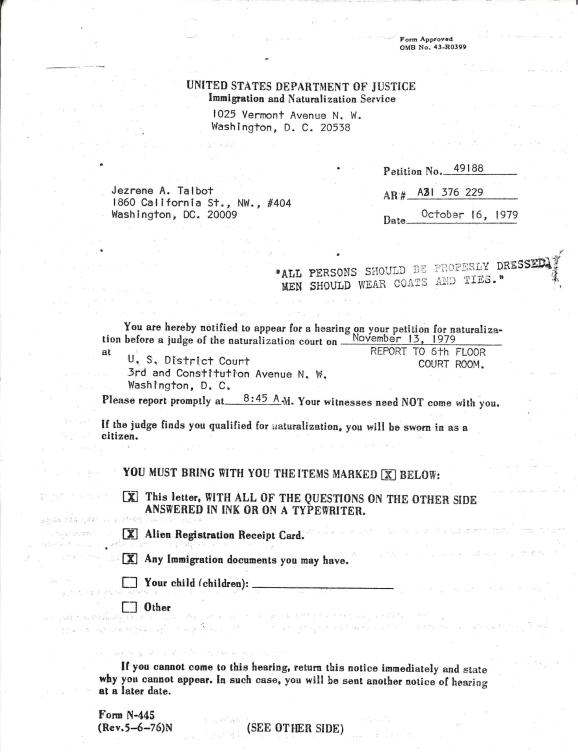 Form Approved
OMB No. 43-R0399
UNITED STATES DEPARTMENT OF JUSTICE
Immigration and Naturalization Service
1025 Vermont Avenue N. W.
Washington, D. C. 20538
Petition No. 49188
Jezrene A. Talbot
1860 California St., NW., #404
Washington, DC. 20009
AR# A31 376 229
Date October 16, 1979
"ALL PERSONS SHOULD BE PROPERLY DRESSED,
MEN SHOULD WEAR COATS AND TIES."
You are hereby notified to appear for a hearing on your petition for naturaliza-
tion before a judge of the naturalization court on November 13, 1979
at
REPORT TO 6th FLOOR
COURT ROOM.
U. S. District Court
3rd and Constitution Avenue N. W.
Washington, D. C.
Please report promptly at 8:45 A.M. Your witnesses need NOT come with you.
If the judge finds you qualified for naturalization, you will be sworn in as a
citizen.
YOU MUST BRING WITH YOU THE ITEMS MARKED X BELOW:
X This letter, WITH ALL OF THE QUESTIONS ON THE OTHER SIDE
ANSWERED IN INK OR ON A TYPEWRITER.
X Alien Registration Receipt Card.
X Any Immigration documents you may have.
Your child (children):
Other
If you cannot come to this hearing, return this notice immediately and state
why you cannot appear. In such case, you will be sent another notice of hearing
at a later date.
Form N-445
(Rev.5-6-76)N
(SEE OTHER SIDE)